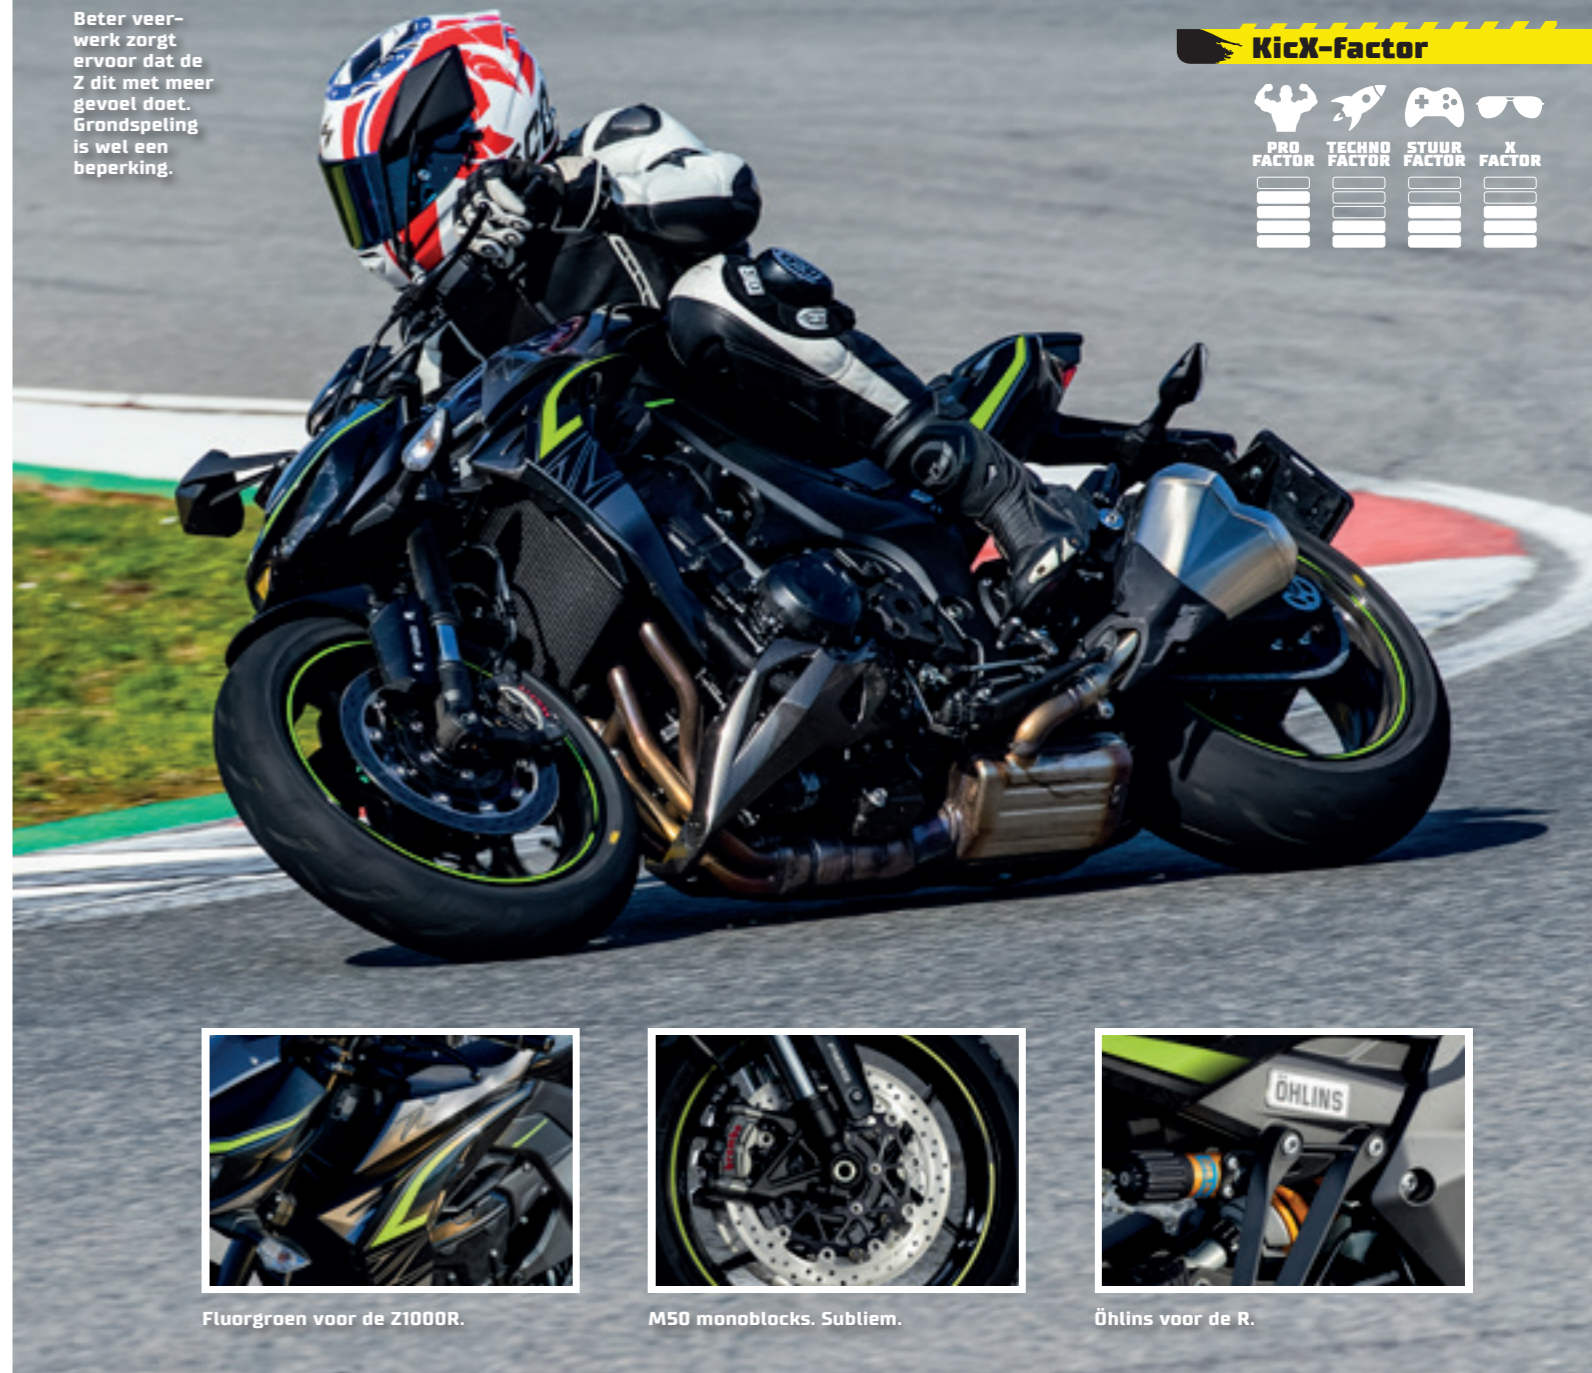 Beter veer-
werk zorgt
ervoor dat de
Z dit met meer
gevoel doet.
Grondspeling
is wel een
beperking.
KicX-Factor
PRO
FACTOR
TECHNO
FACTOR
STUUR
FACTOR
X
FACTOR
ÖHLINS
Fluorgroen voor de Z1000R.
M50 monoblocks. Subliem.
Öhlins voor de R.